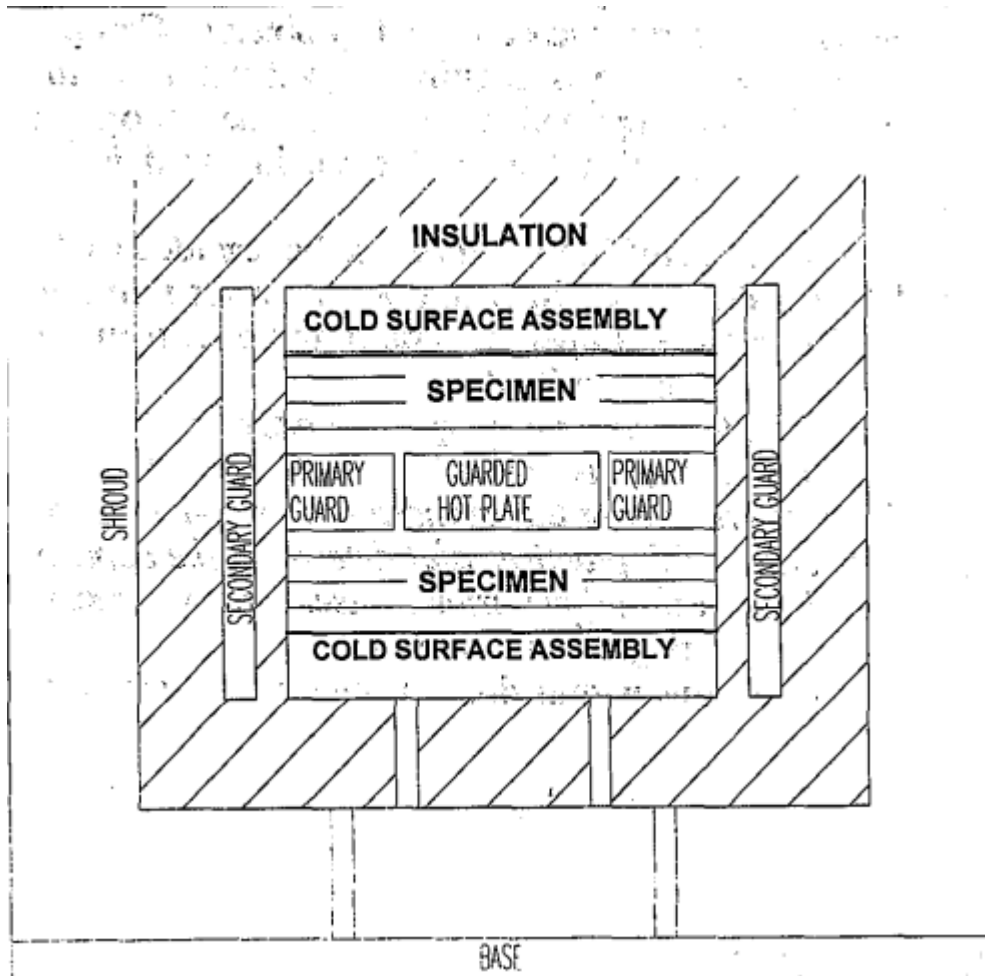 INSULATION
COLD SURFACE ASSEMBLY
SPECIMEN
PRIMARY
GUARD
GUARDED
HOT PLATE
PRIMARY
GUARD
SHROUD
SECONDARY GUARD
SECONDARY GUARD
SPECIMEN
COLD SURFACE ASSEMBLY
BASE